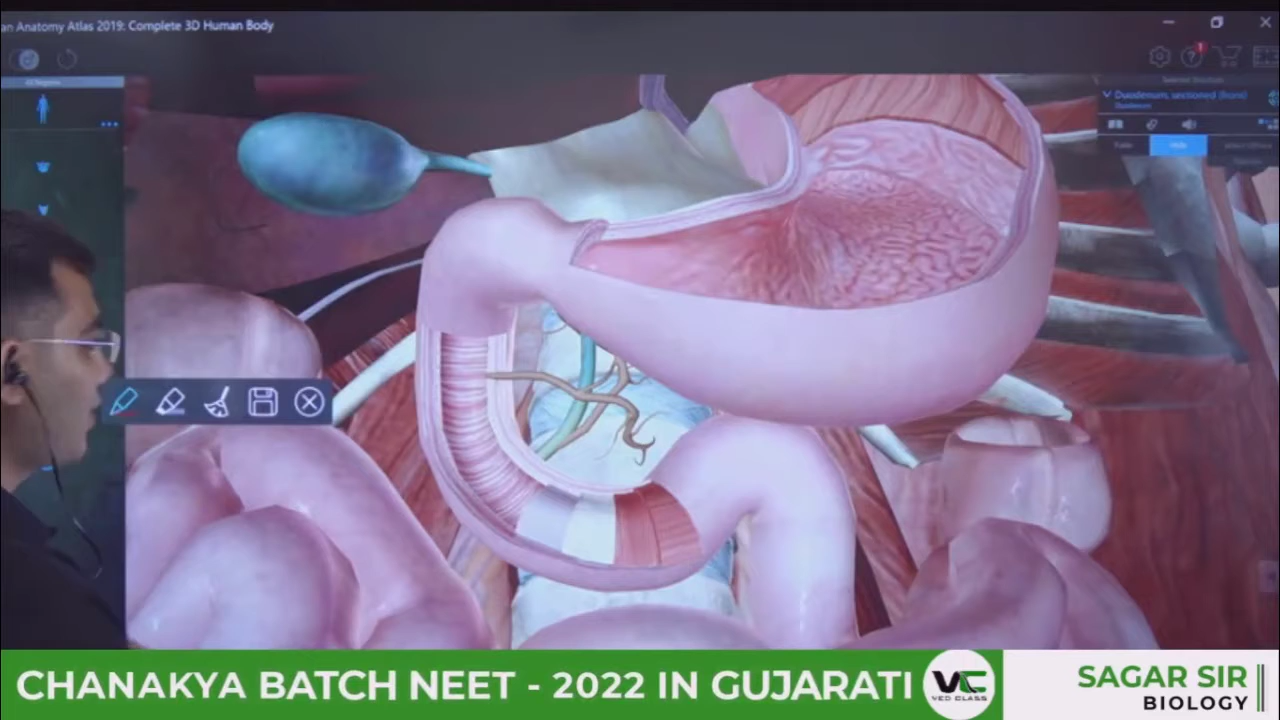 an Anatomy Atlas 2019: Complete 3D Human Body
Duodenum, sectioned (front)
Duodenum
CHANAKYA BATCH NEET - 2022 IN GUJARATI
VC
VED CLASS
SAGAR SIR
BIOLOGY